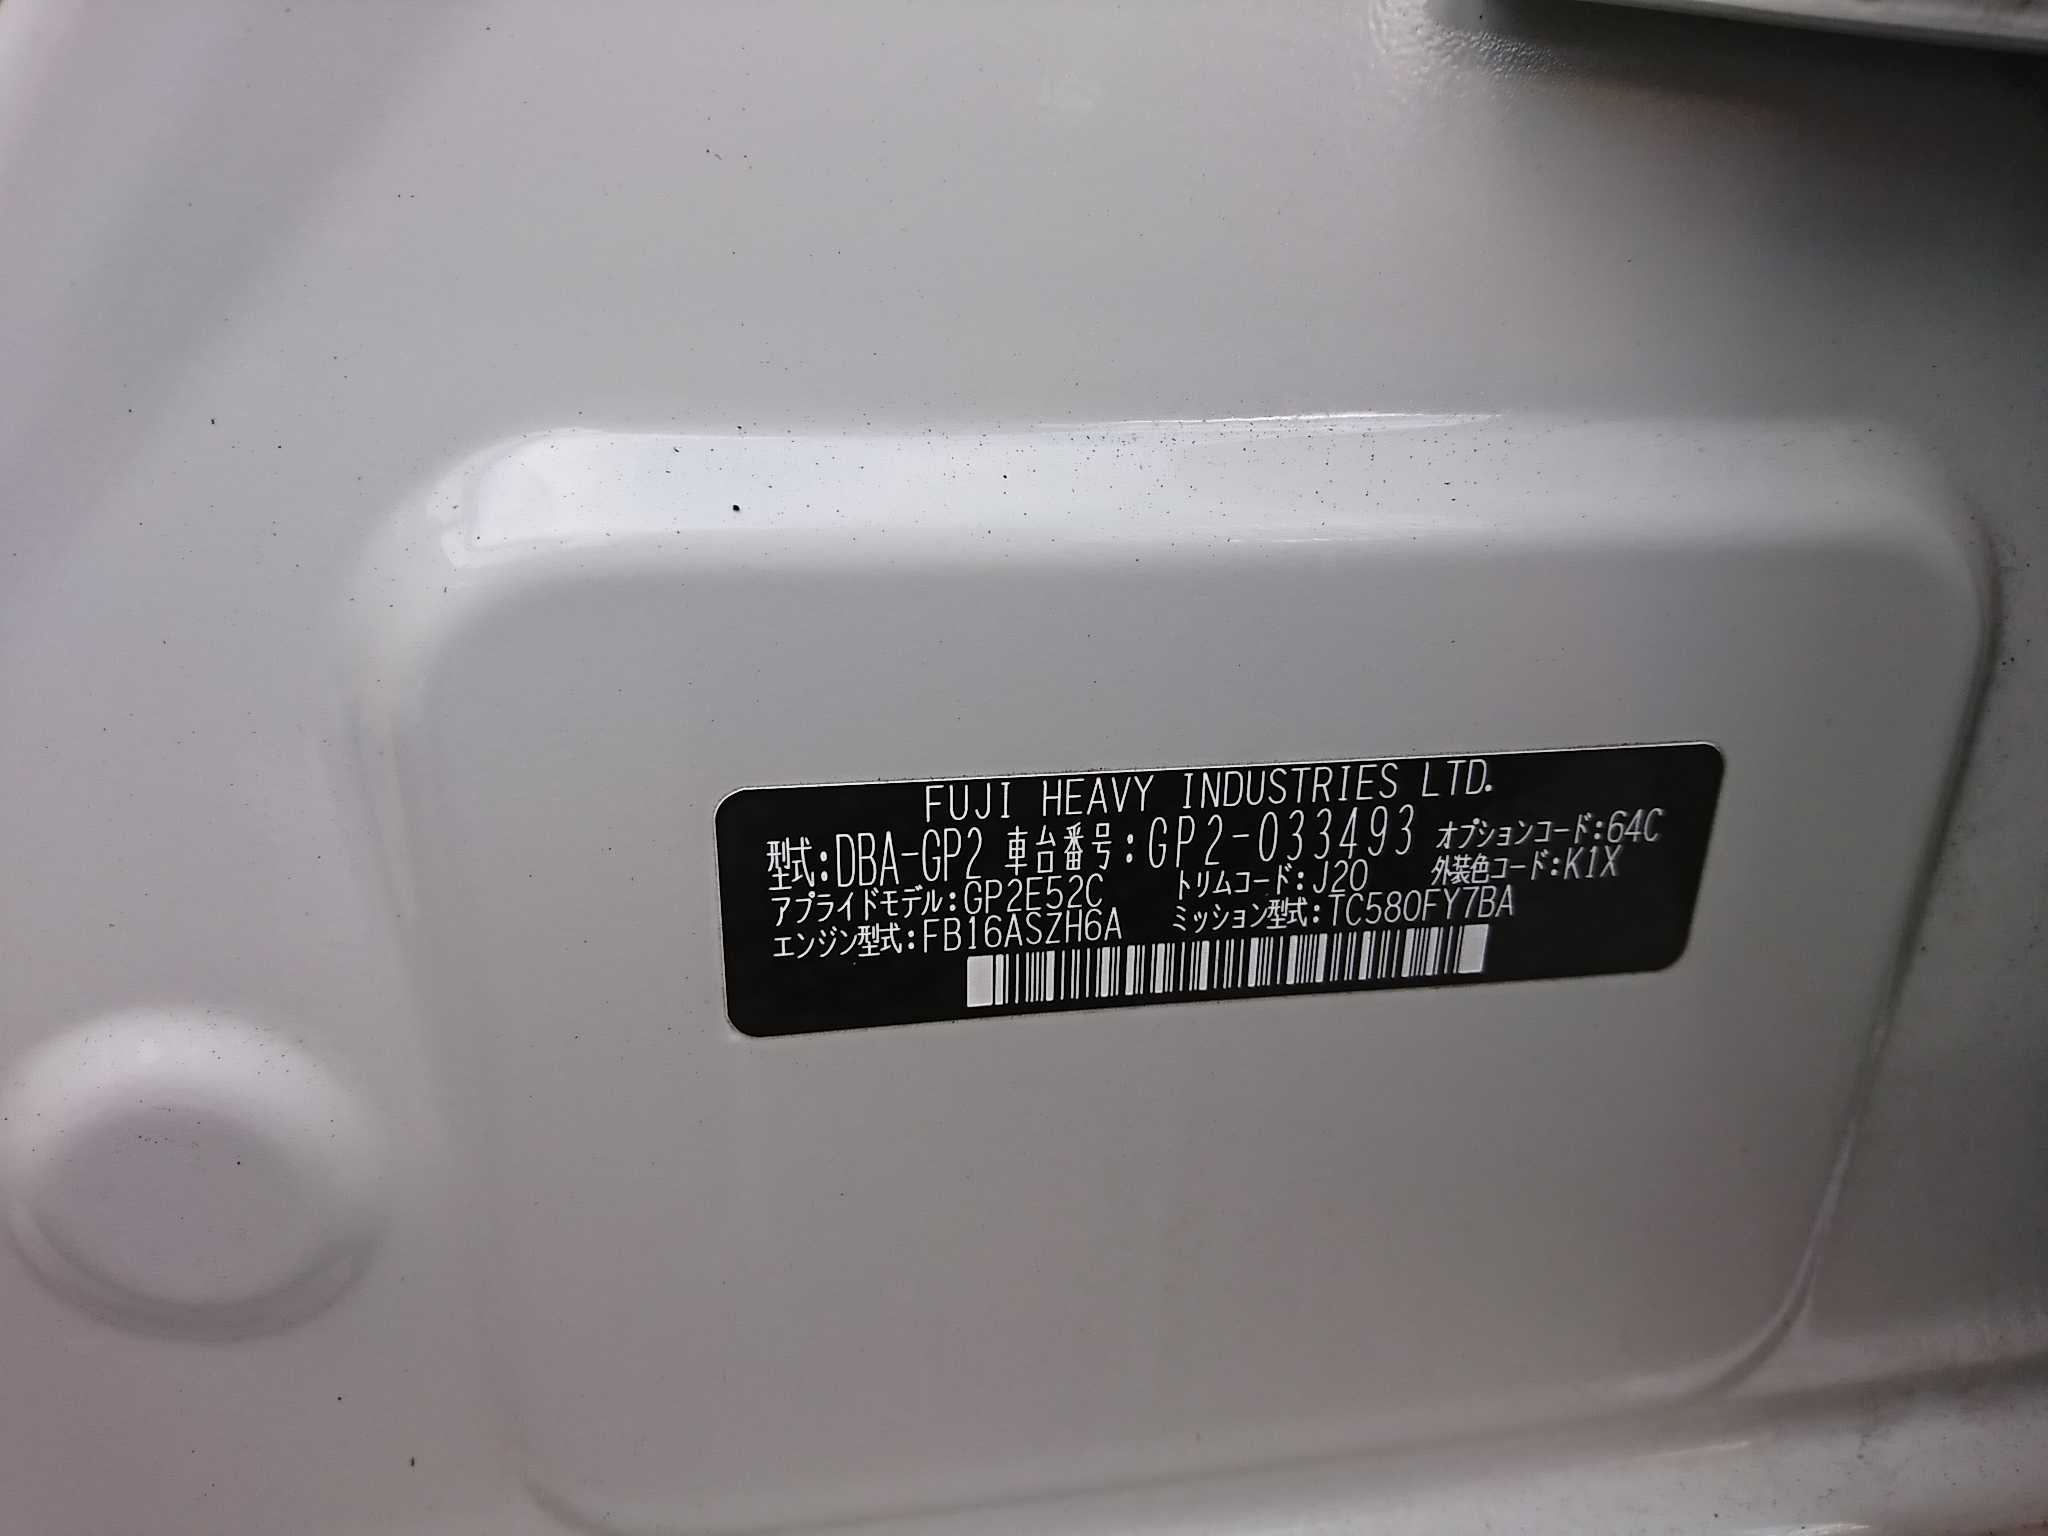 FUJI HEAVY INDUSTRIES LTD.
型式:DBA-GP2 車台番号:GP2-033493 オプションコード:64C
アプライドモデル:GP2E52C トリムコード:J20 外装色コード:K1X
エンジン型式:FB16ASZH6A ミッション型式:TC580FY7BA